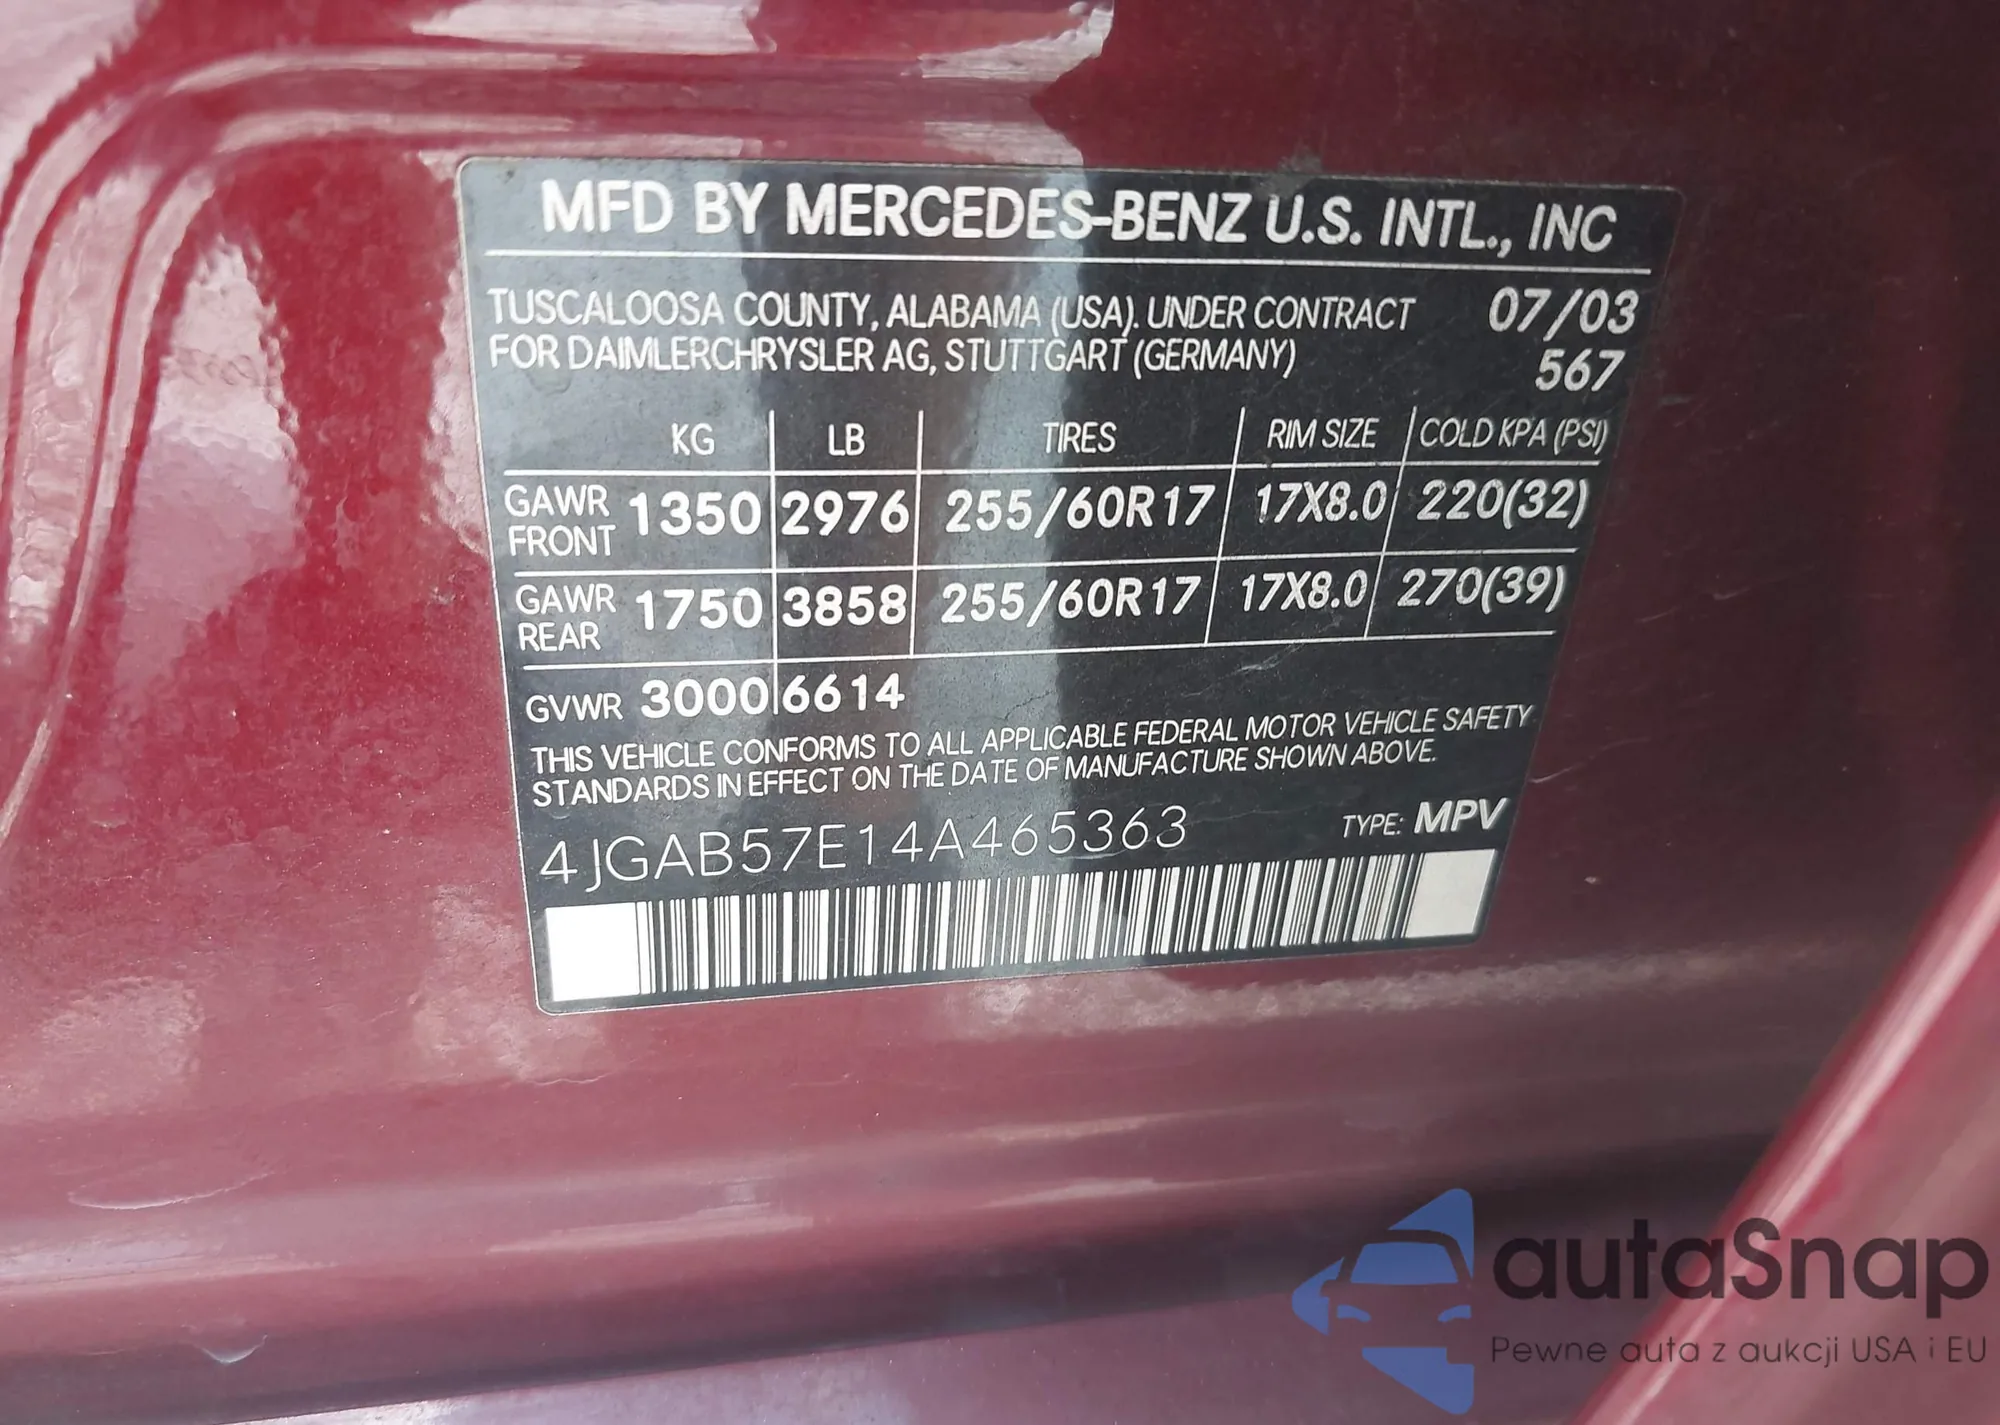 MFD BY MERCEDES-BENZ U.S. INTL., INC
TUSCALOOSA COUNTY, ALABAMA (USA). UNDER CONTRACT 07/03
FOR DAIMLERCHRYSLER AG, STUTTGART (GERMANY) 567
KG LB TIRES RIM SIZE COLD KPA (PSI)
GAWR FRONT 1350 2976 255/60R17 17X8.0 220(32)
GAWR REAR 1750 3858 255/60R17 17X8.0 270(39)
GVWR 3000 6614
THIS VEHICLE CONFORMS TO ALL APPLICABLE FEDERAL MOTOR VEHICLE SAFETY
STANDARDS IN EFFECT ON THE DATE OF MANUFACTURE SHOWN ABOVE.
4JGAB57E14A465363 TYPE: MPV
autaSnap
Pewne auta z aukcji USA i EU